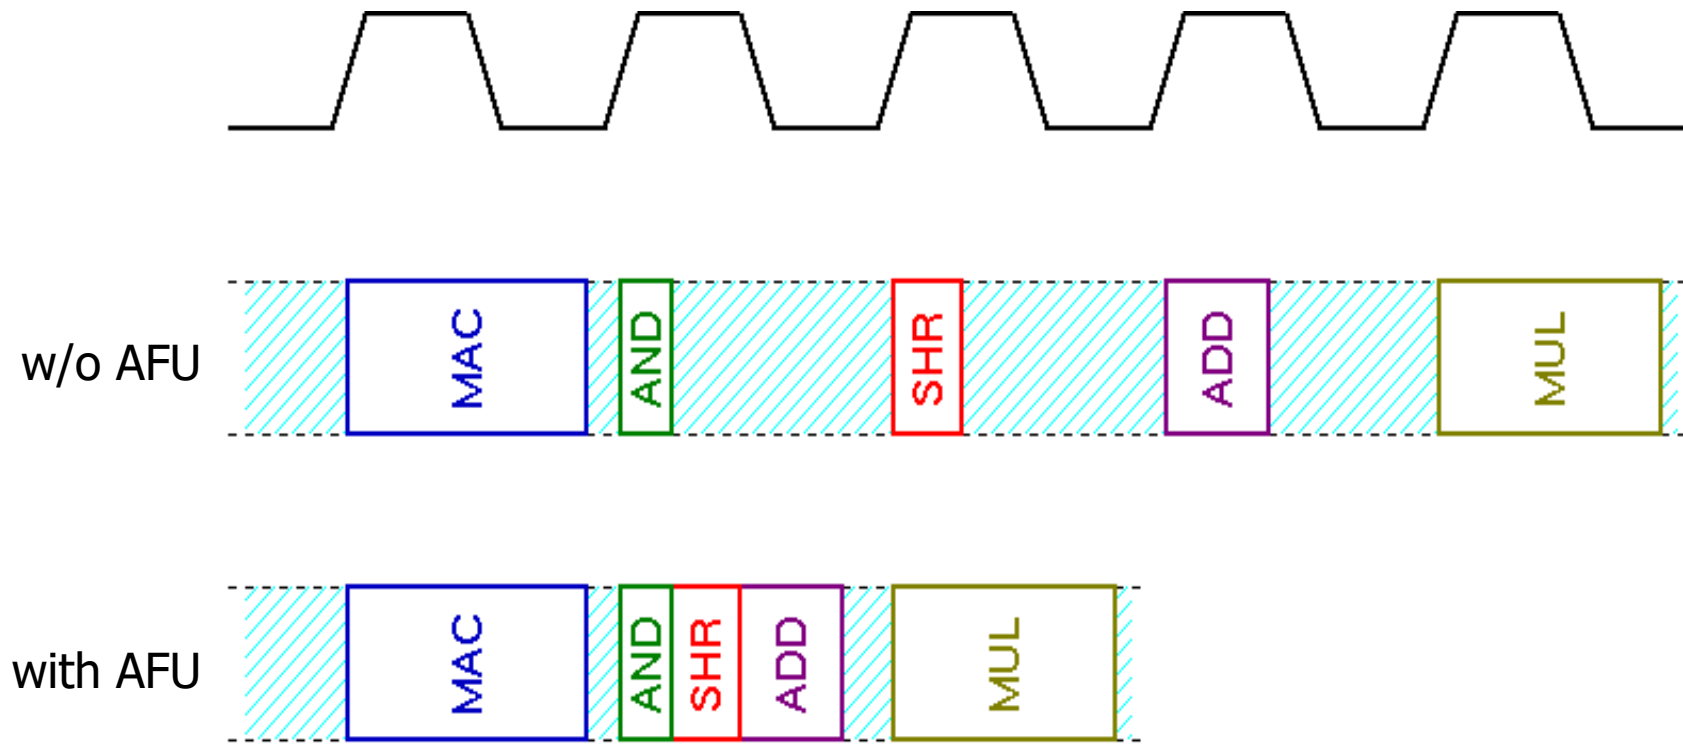 w/o AFU
MAC
AND
SHR
ADD
MUL
with AFU
MAC
AND
SHR
ADD
MUL